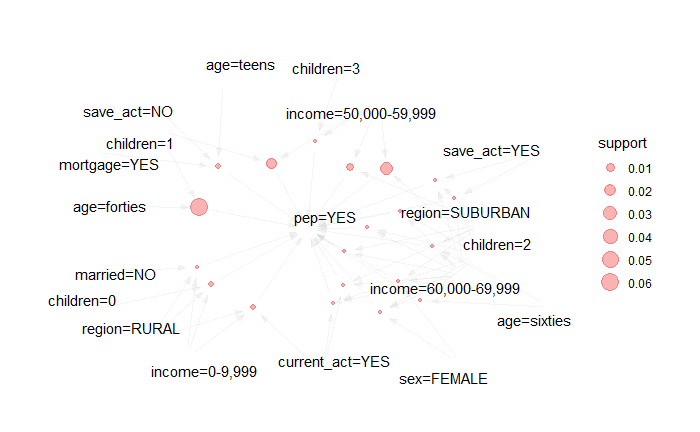 age=teens
children=3
save_act=NO
income=50,000-59,999
children=1
save_act=YES
mortgage=YES
support
0.01
0.02
0.03
0.04
0.05
0.06
age=forties
region=SUBURBAN
pep=YES
children=2
married=NO
income=60,000-69,999
children=0
age=sixties
region=RURAL
current_act=YES
income=0-9,999
sex=FEMALE